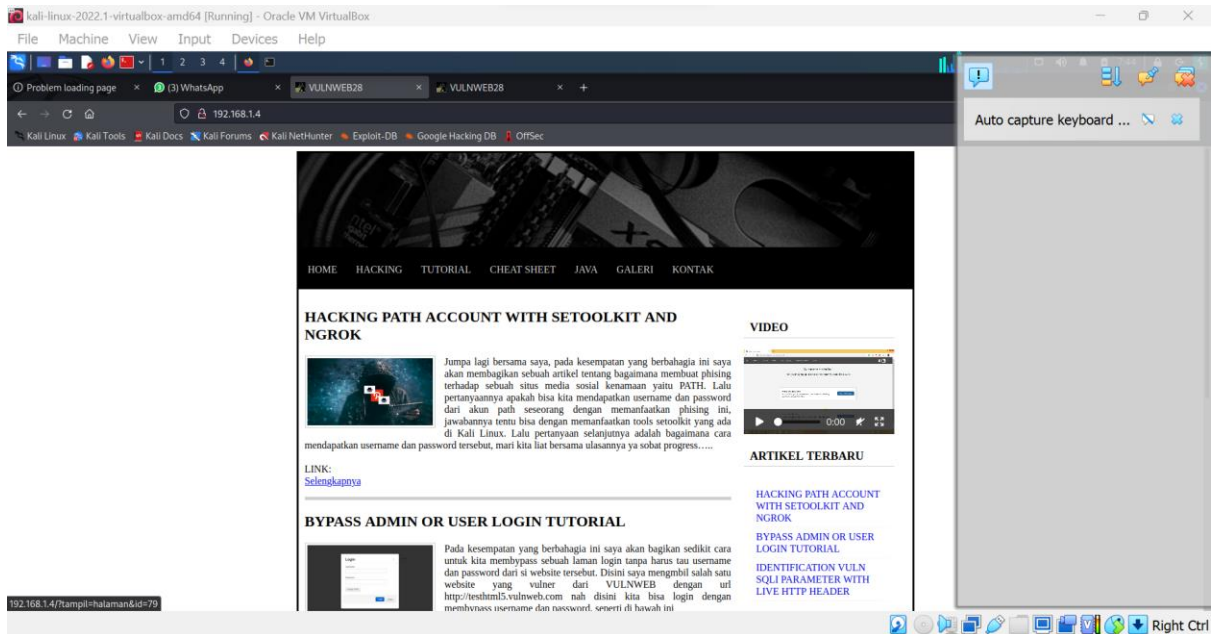 kali-linux-2022.1-virtualbox-amd64 [Running] - Oracle VM VirtualBox
File Machine View Input Devices Help
1 2 3 4
Problem loading page (3) WhatsApp VULNWEB28 VULNWEB28
192.168.1.4
Kali Linux Kali Tools Kali Docs Kali Forums Kali NetHunter Exploit-DB Google Hacking DB OffSec
Auto capture keyboard ...
HOME HACKING TUTORIAL CHEAT SHEET JAVA GALERI KONTAK
HACKING PATH ACCOUNT WITH SETOOLKIT AND
NGROK
Jumpa lagi bersama saya, pada kesempatan yang berbahagia ini saya
akan membagikan sebuah artikel tentang bagaimana membuat phising
terhadap sebuah situs media sosial kenamaan yaitu PATH. Lalu
pertanyaannya apakah bisa kita mendapatkan username dan password
dari akun path seseorang dengan memanfaatkan phising ini,
jawabannya tentu bisa dengan memanfaatkan tools setoolkit yang ada
di Kali Linux. Lalu pertanyaan selanjutnya adalah bagaimana cara
mendapatkan username dan password tersebut, mari kita liat bersama ulasannya ya sobat progress…..
LINK:
Selengkapnya
BYPASS ADMIN OR USER LOGIN TUTORIAL
Pada kesempatan yang berbahagia ini saya akan bagikan sedikit cara
untuk kita membypass sebuah laman login tanpa harus tau username
dan password dari si website tersebut. Disini saya mengmbil salah satu
website yang vulner dari VULNWEB dengan url
http://testhtml5.vulnweb.com nah disini kita bisa login dengan
membypass username dan password, seperti di bawah ini
VIDEO
0:00
ARTIKEL TERBARU
HACKING PATH ACCOUNT
WITH SETOOLKIT AND
NGROK
BYPASS ADMIN OR USER
LOGIN TUTORIAL
IDENTIFICATION VULN
SQLI PARAMETER WITH
LIVE HTTP HEADER
192.168.1.4/?tampil=halaman&id=79
Right Ctrl